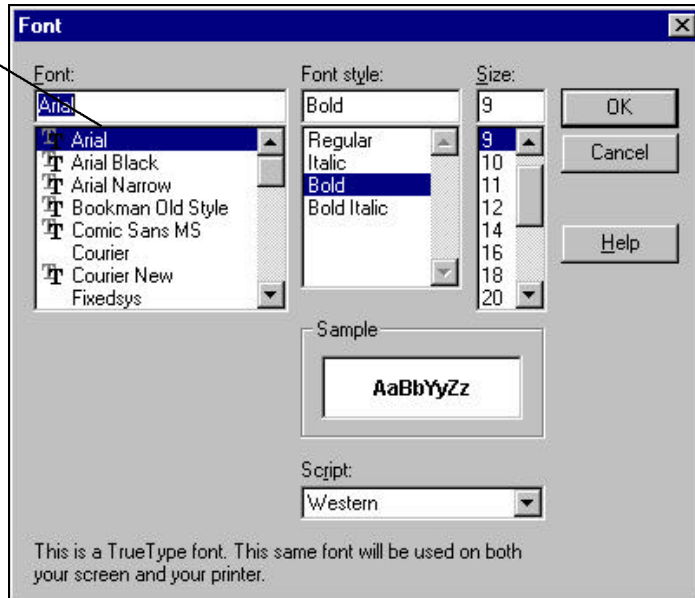 Font
Font:
Arial
Arial
Arial Black
Arial Narrow
Bookman Old Style
Comic Sans MS
Courier
Courier New
Fixedsys
Font style:
Bold
Regular
Italic
Bold
Bold Italic
Size:
9
9
10
11
12
14
16
18
20
OK
Cancel
Help
Sample
AaBbYyZz
Script:
Western
This is a TrueType font. This same font will be used on both
your screen and your printer.